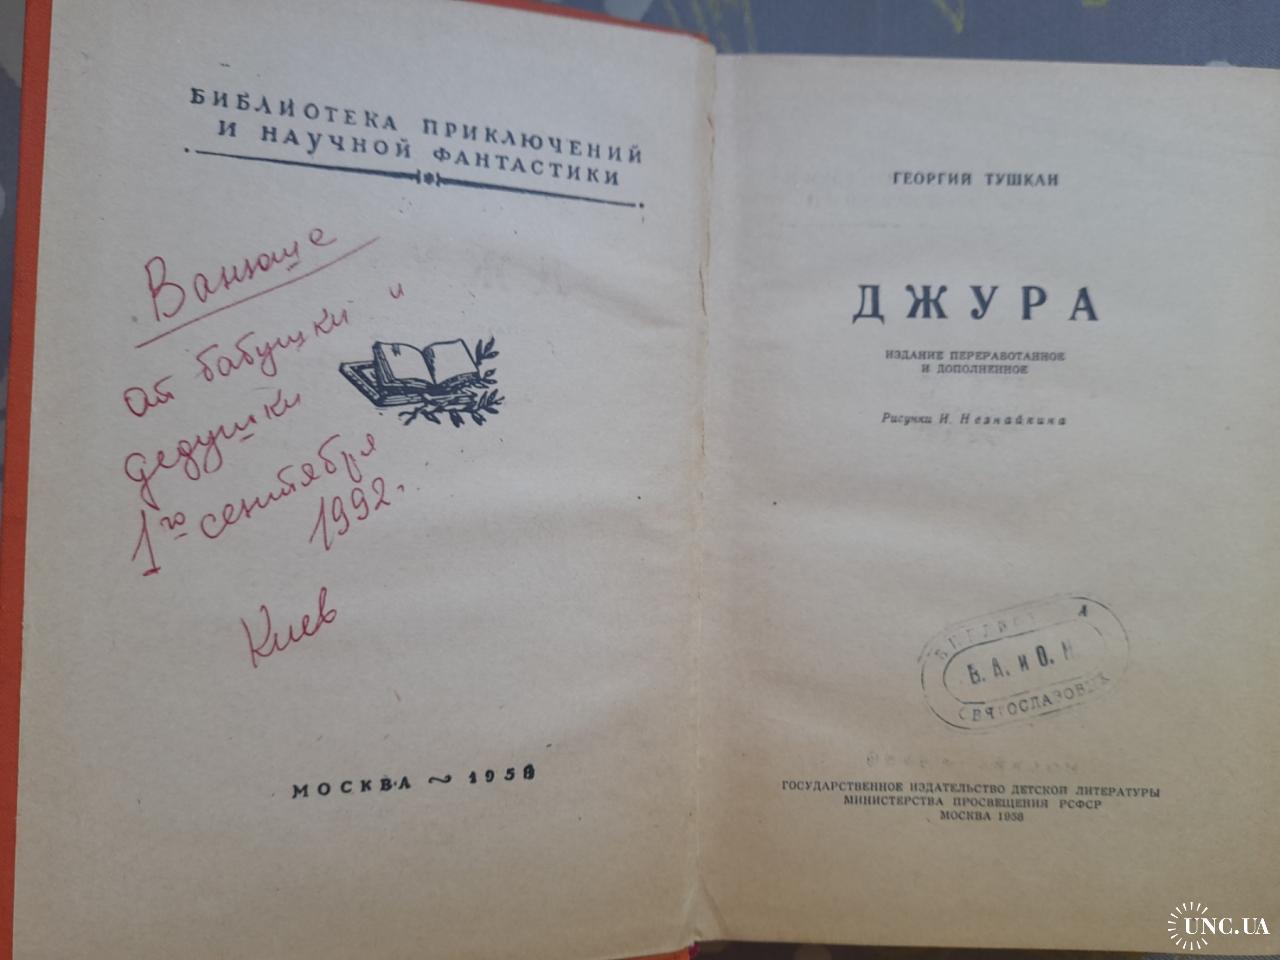 БИБЛИОТЕКА ПРИКЛЮЧЕНИЙ
И НАУЧНОЙ ФАНТАСТИКИ
Ванюше
от бабушки и
дедушки
1го сентября
1992.
Киев
МОСКВА ~ 1958
ГЕОРГИЙ ТУШКАН
ДЖУРА
ИЗДАНИЕ ПЕРЕРАБОТАННОЕ
И ДОПОЛНЕННОЕ
Рисунки И. Незнайкина
В. А. и О. Н.
ГОСУДАРСТВЕННОЕ ИЗДАТЕЛЬСТВО ДЕТСКОЙ ЛИТЕРАТУРЫ
МИНИСТЕРСТВА ПРОСВЕЩЕНИЯ РСФСР
МОСКВА 1958
UNC.UA